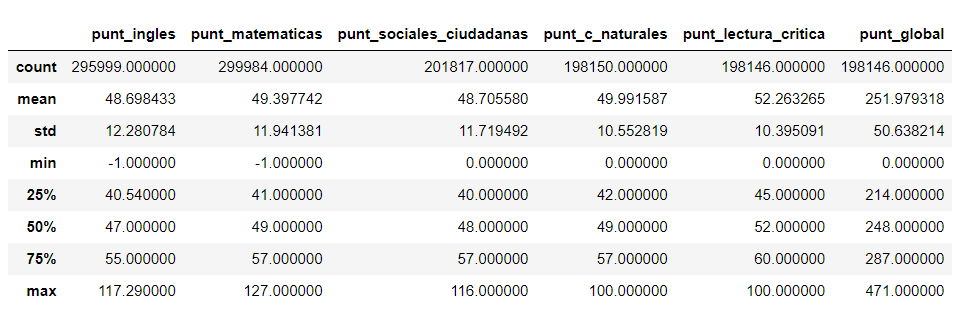 punt_ingles punt_matematicas punt_sociales_ciudadanas punt_c_naturales punt_lectura_critica punt_global
count 295999.000000 299984.000000 201817.000000 198150.000000 198146.000000 198146.000000
mean 48.698433 49.397742 48.705580 49.991587 52.263265 251.979318
std 12.280784 11.941381 11.719492 10.552819 10.395091 50.638214
min -1.000000 -1.000000 0.000000 0.000000 0.000000 0.000000
25% 40.540000 41.000000 40.000000 42.000000 45.000000 214.000000
50% 47.000000 49.000000 48.000000 49.000000 52.000000 248.000000
75% 55.000000 57.000000 57.000000 57.000000 60.000000 287.000000
max 117.290000 127.000000 116.000000 100.000000 100.000000 471.000000